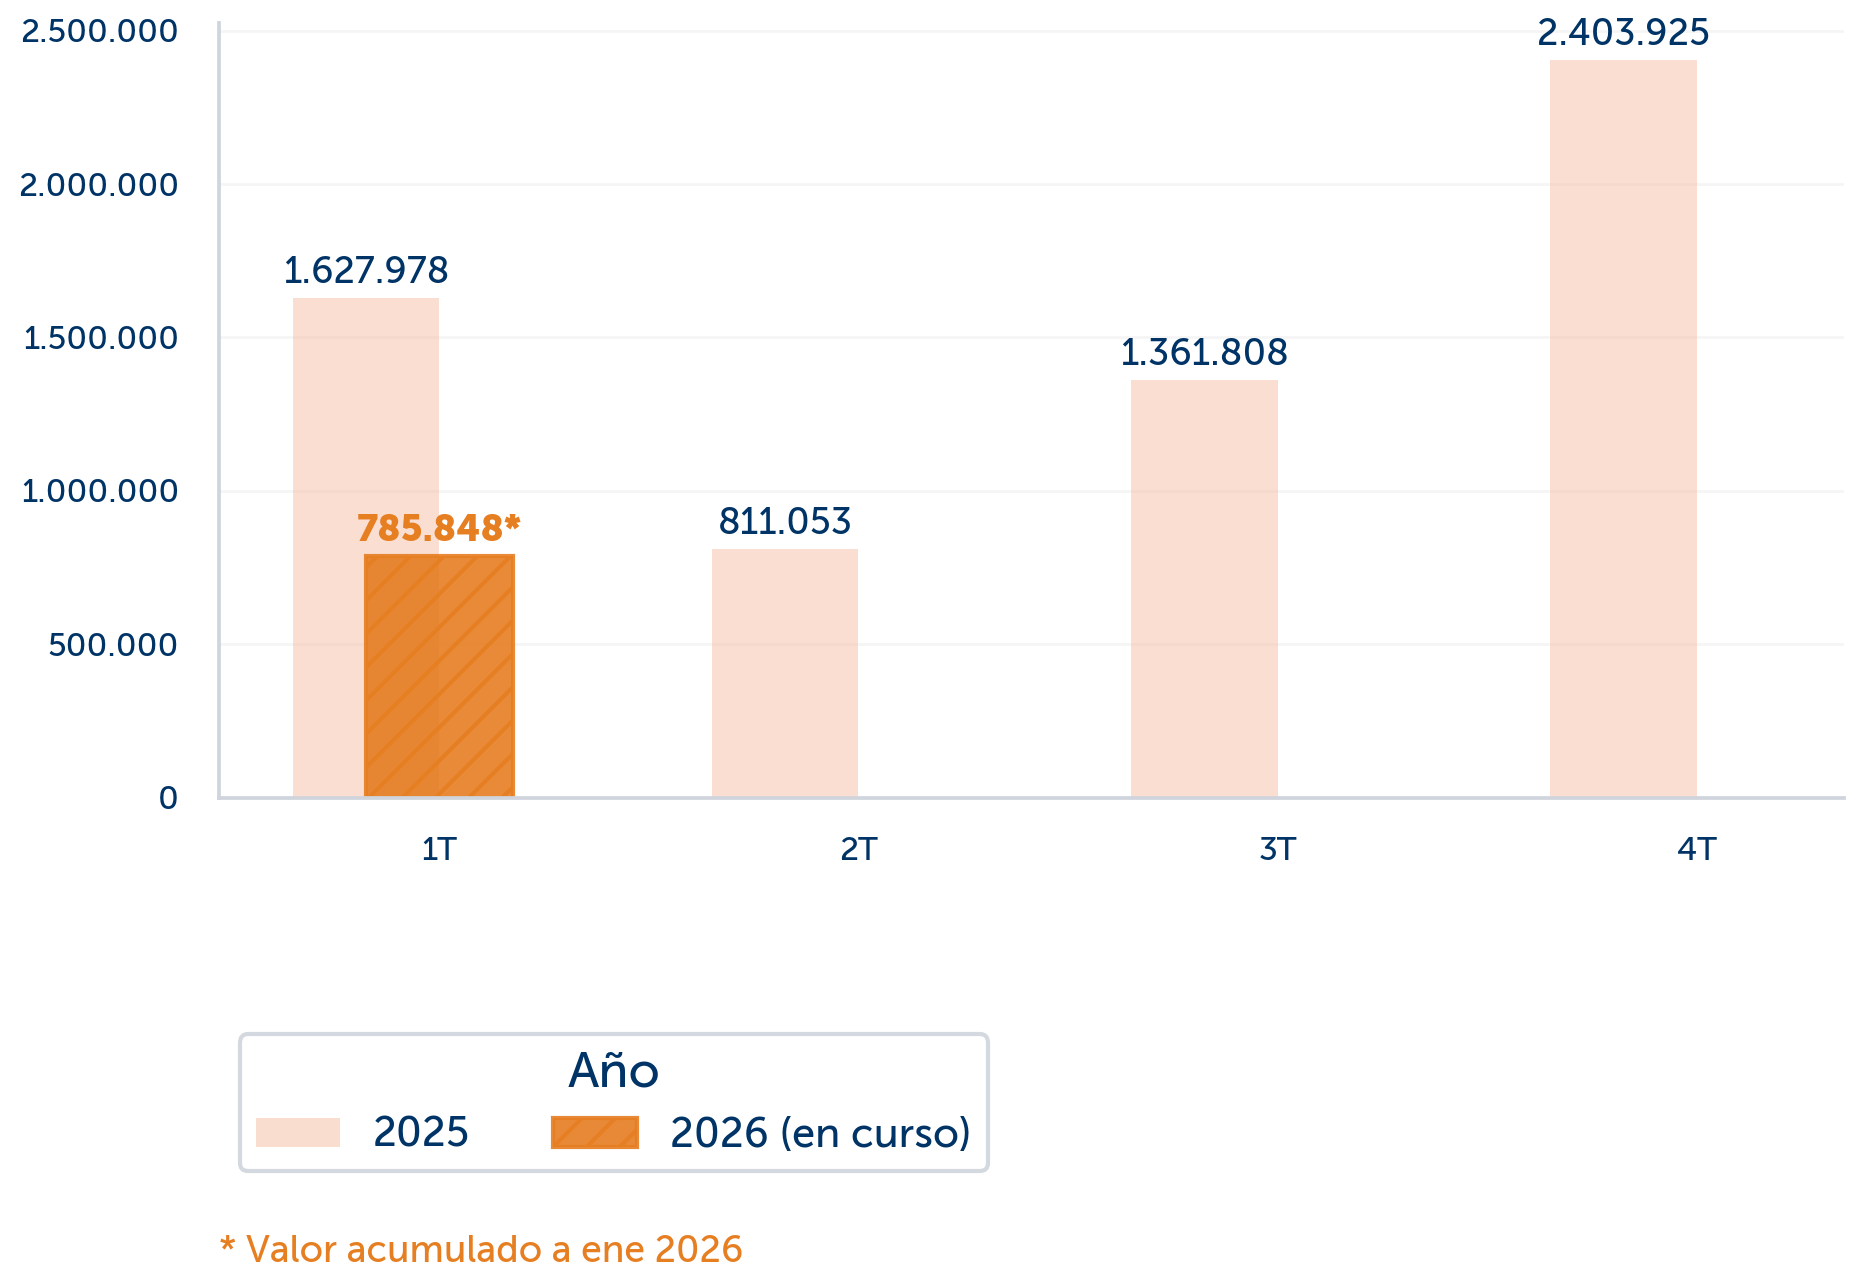 2.500.000
2.403.925
2.000.000
1.627.978
1.500.000
1.361.808
1.000.000
785.848*
811.053
500.000
0
1T 2T 3T 4T
Año
2025 2026 (en curso)
* Valor acumulado a ene 2026